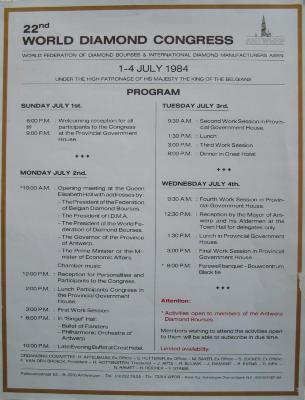 22nd
WORLD DIAMOND CONGRESS
WORLD FEDERATION OF DIAMOND BOURSES & INTERNATIONAL DIAMOND MANUFACTURERS ASSN.
1-4 JULY 1984
UNDER THE HIGH PATRONAGE OF HIS MAJESTY THE KING OF THE BELGIANS
PROGRAM
SUNDAY JULY 1st.
6:00 P.M. : Welcoming reception for all
participants to the Congress
9:00 P.M. at the Provincial Government
House.
***
MONDAY JULY 2nd.
*10:00 A.M. : Opening meeting at the Queen
Elisabeth Hall with addresses by:
- The President of the Federation
of Belgian Diamond Bourses.
- The President of I.D.M.A.
- The President of the World Fe-
deration of Diamond Bourses.
- The Governor of the Province
of Antwerp.
- The Prime Minister or the Mi-
nister of Economic Affairs
Chamber music
12:00 P.M. : Reception for Personalities and
Participants to the Congress.
2:00 P.M. : Lunch Participants Congress in
the Provincial Government
House.
3:00 P.M. : First Work Session
* 8:00 P.M. : In "Singel" Hall:
- Ballet of Flanders
- Philharmonic Orchestra of
Antwerp
10:00 P.M. : Late Evening Buffet at Crest Hotel.
TUESDAY JULY 3rd.
9:30 A.M. : Second Work Session in Provin-
cial Government House.
1:30 P.M. : Lunch
3:00 P.M. : Third Work Session
8:00 P.M. : Dinner in Crest Hotel.
***
WEDNESDAY JULY 4th.
9:30 A.M. : Fourth Work Session in Provin-
cial Government House.
12:30 P.M. : Reception by the Mayor of Ant-
werp and his Aldermen at the
Town Hall for delegates only.
1:30 P.M. : Lunch in Provincial Government
House.
3:00 P.M. : Final Work Session in Provincial
Government House.
* 8:00 P.M. : Farewell banquet - Bouwcentrum
Black tie
***
Attention:
*Activities open to members of the Antwerp
Diamond Bourses.
Members wishing to attend the activities open
to them will be able to subscribe in due time.
Limited availability.
ORGANIZING COMMITTEE